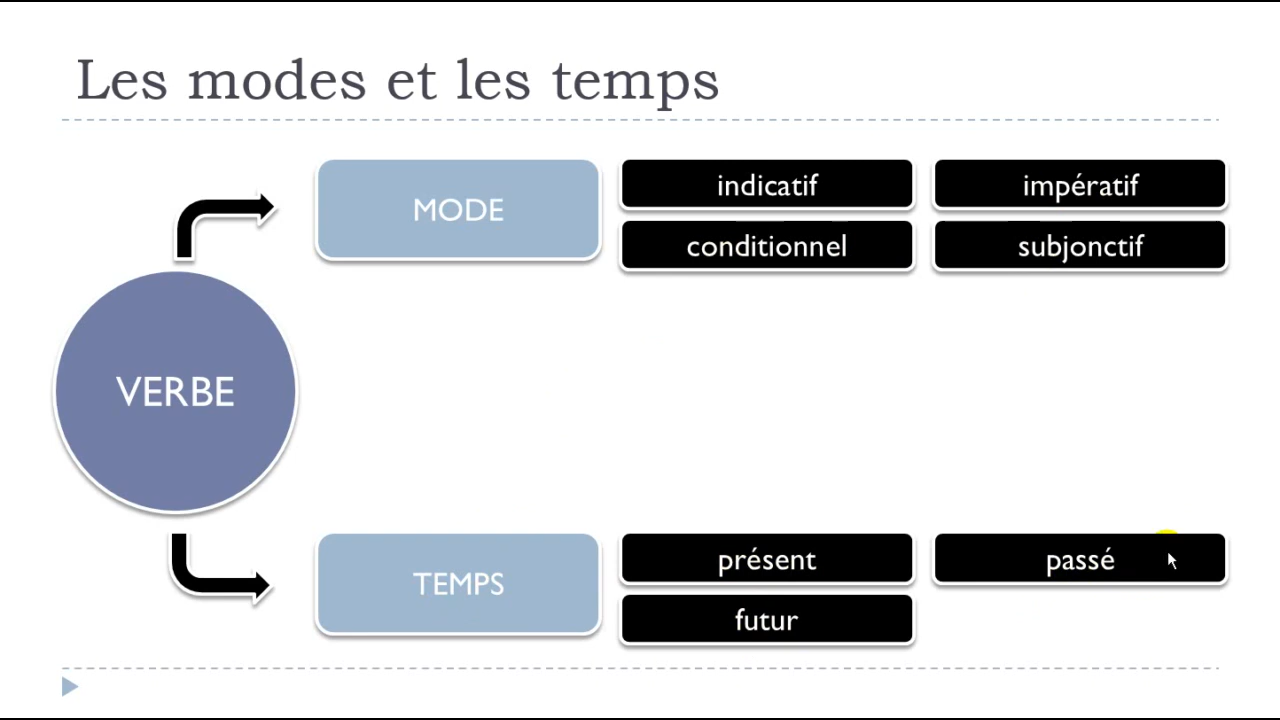 Les modes et les temps
MODE
indicatif
impératif
conditionnel
subjonctif
VERBE
TEMPS
présent
passé
futur